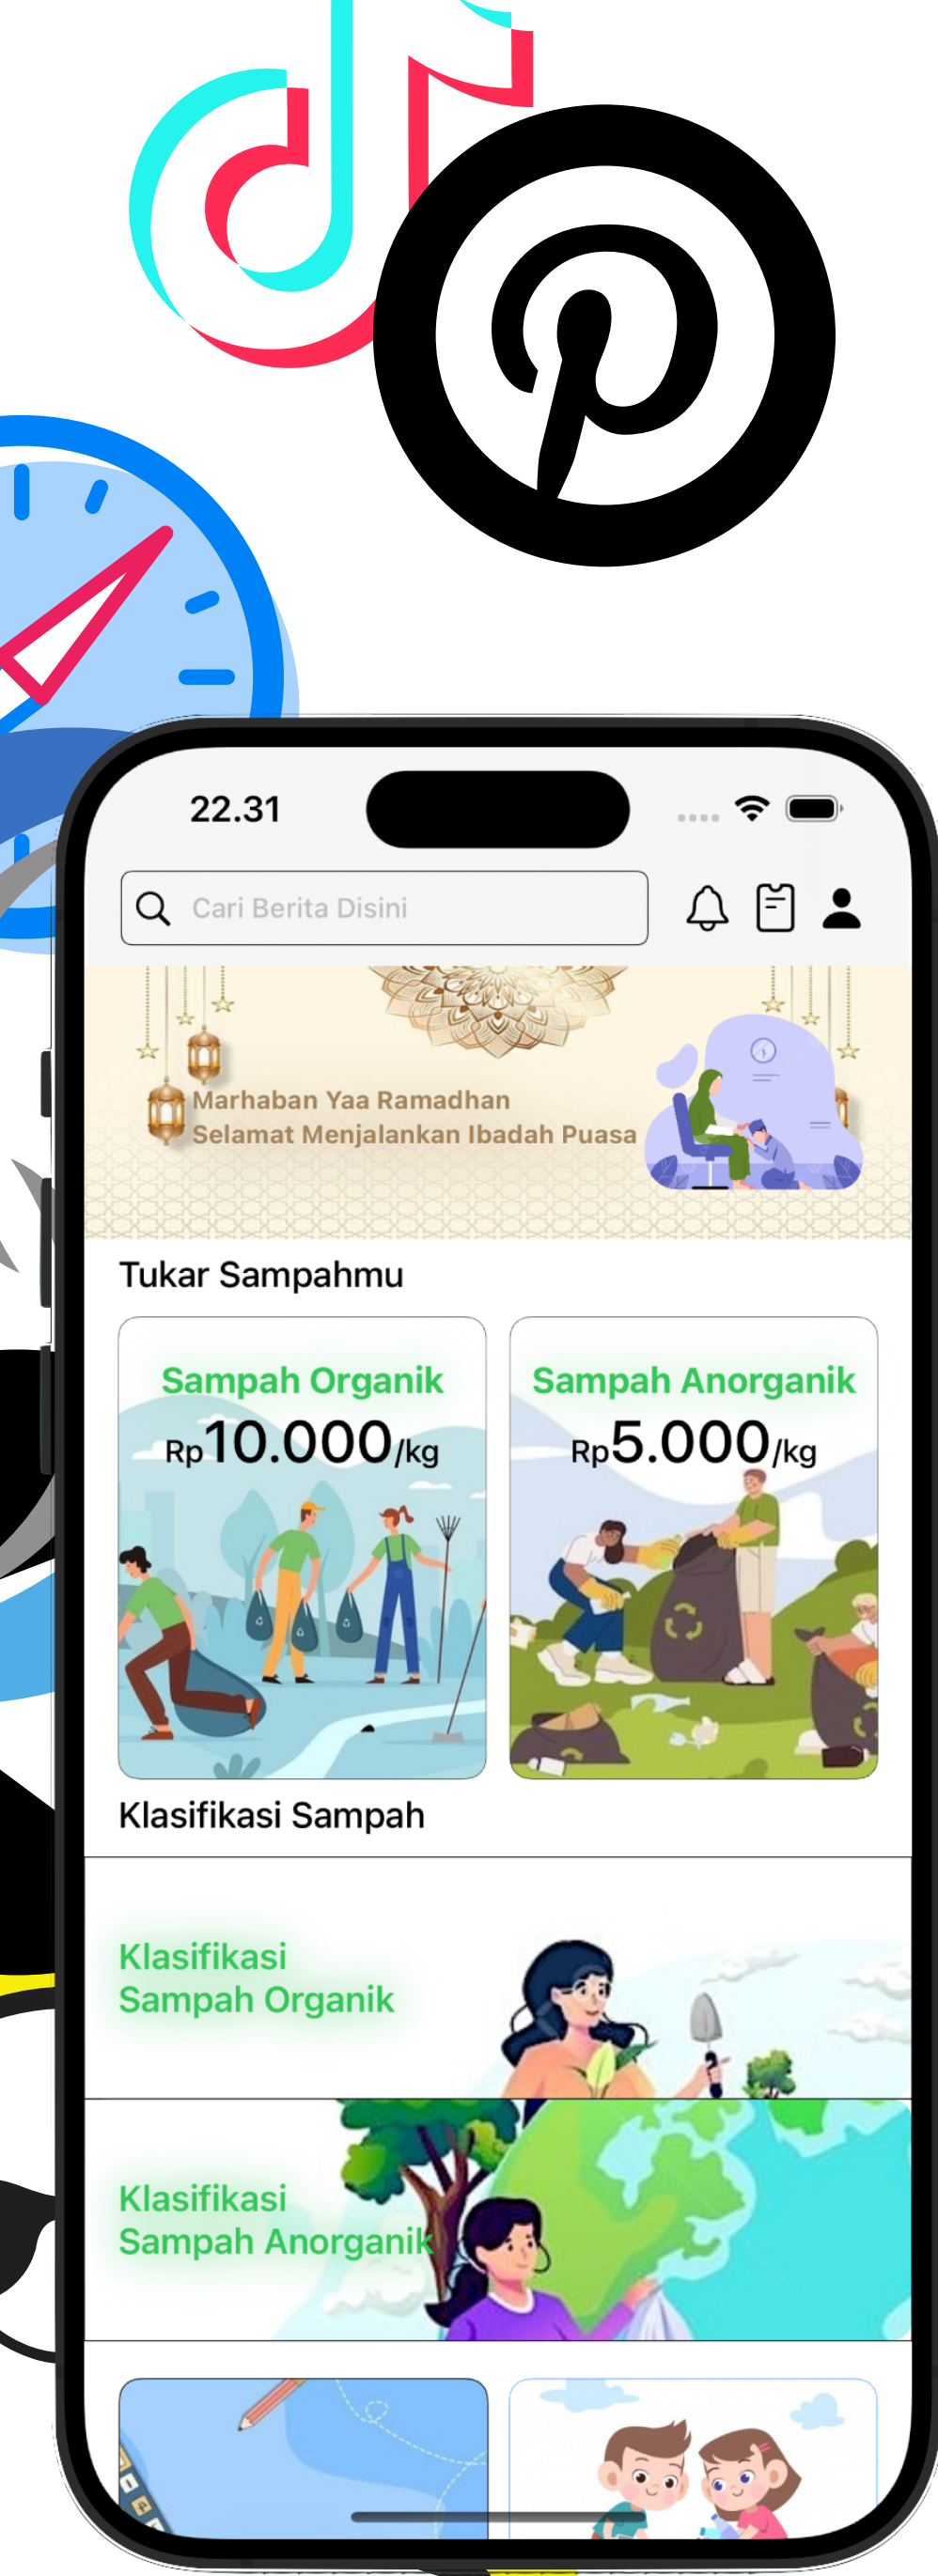 22.31
Cari Berita Disini
Marhaban Yaa Ramadhan
Selamat Menjalankan Ibadah Puasa
Tukar Sampahmu
Sampah Organik
Rp10.000/kg
Sampah Anorganik
Rp5.000/kg
Klasifikasi Sampah
Klasifikasi
Sampah Organik
Klasifikasi
Sampah Anorganik